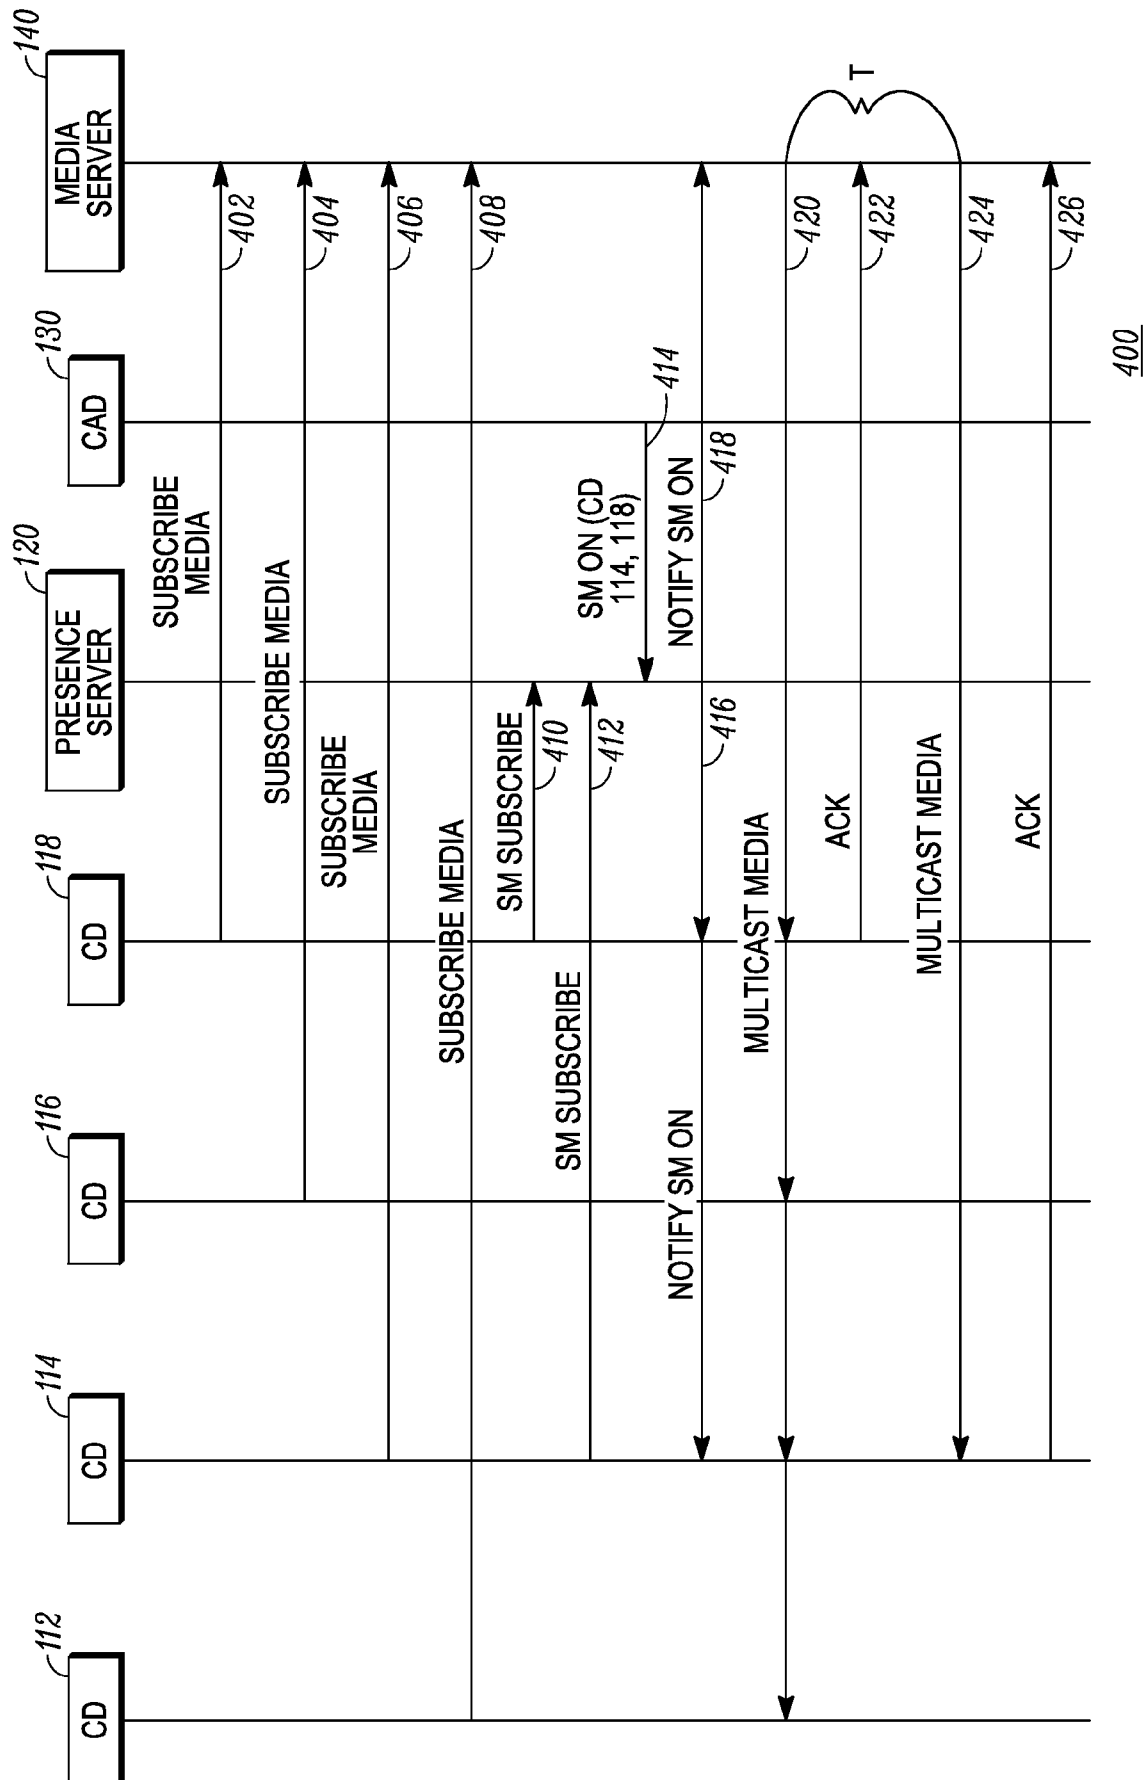 112
CD
114
CD
116
CD
118
CD
120
PRESENCE
SERVER
130
CAD
140
MEDIA
SERVER
SUBSCRIBE
MEDIA
402
SUBSCRIBE MEDIA
404
SUBSCRIBE
MEDIA
406
SUBSCRIBE MEDIA
408
SM SUBSCRIBE
410
SM SUBSCRIBE
412
SM ON (CD
114, 118)
414
NOTIFY SM ON
416
NOTIFY SM ON
418
MULTICAST MEDIA
420
T
ACK
422
MULTICAST MEDIA
424
ACK
426
400